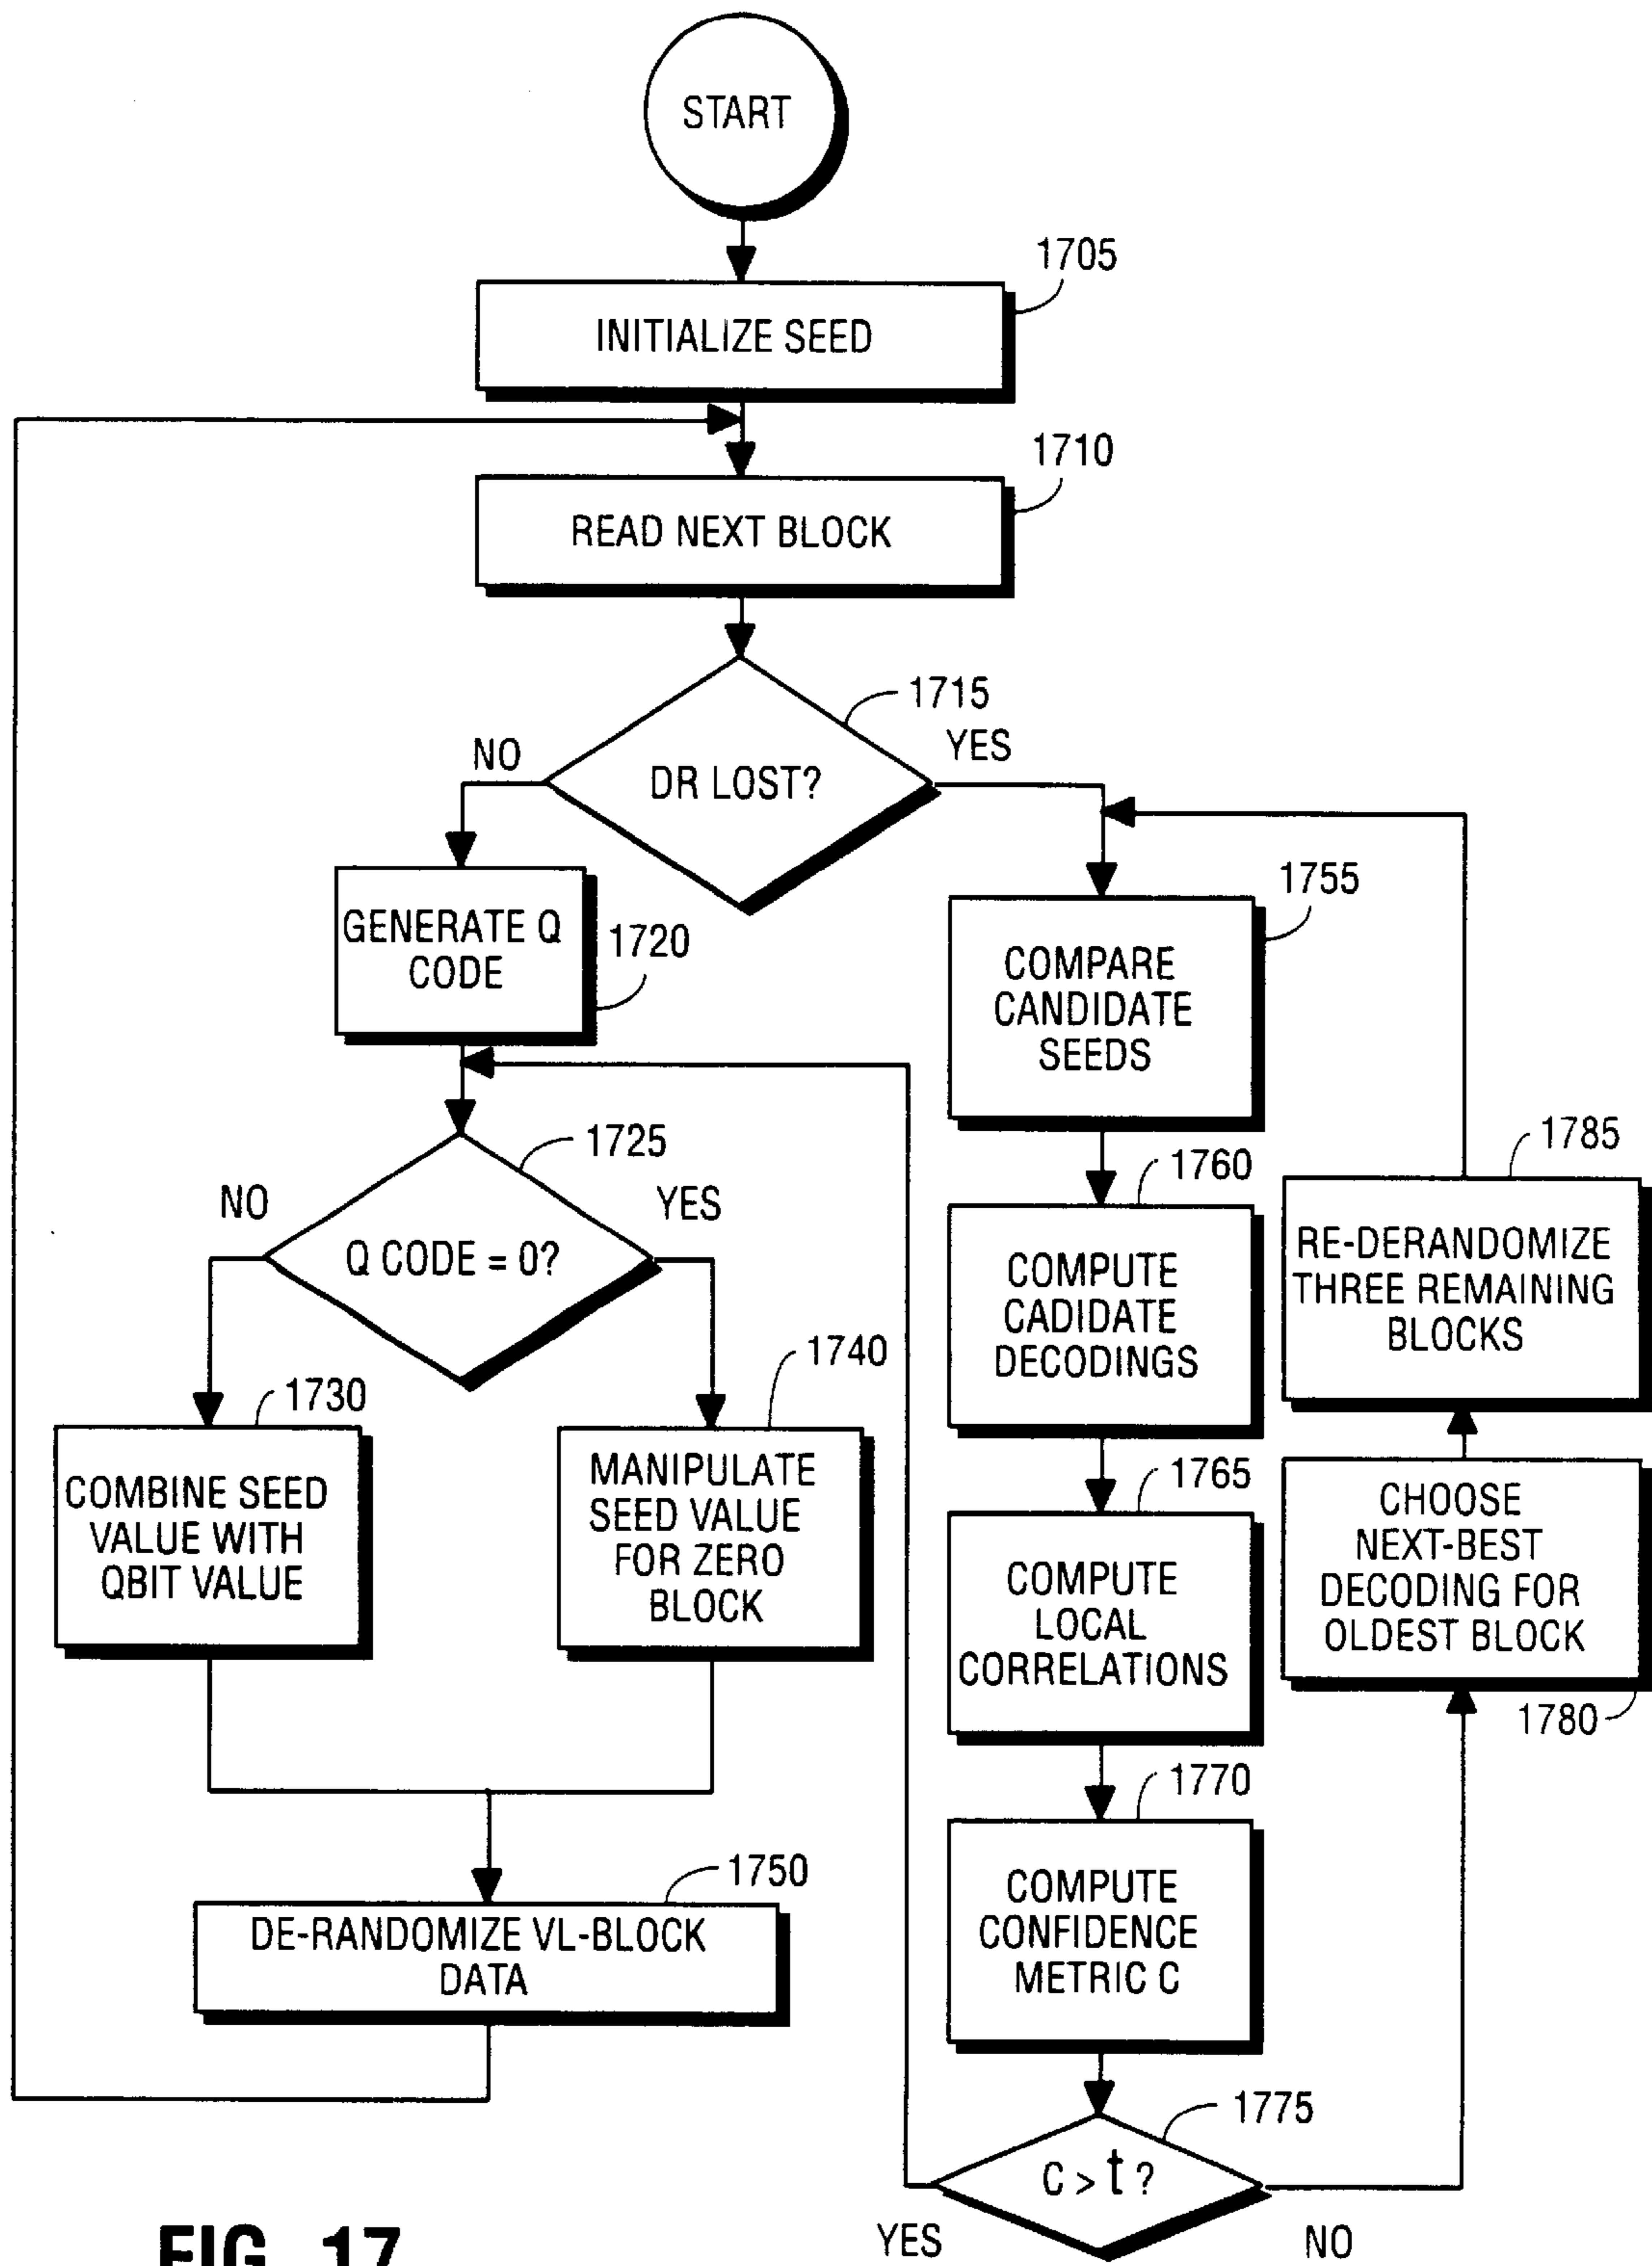 START
1705
INITIALIZE SEED
1710
READ NEXT BLOCK
1715
NO
YES
DR LOST?
1720
GENERATE Q
CODE
1755
COMPARE
CANDIDATE
SEEDS
1725
NO
YES
Q CODE = 0?
1760
COMPUTE
CADIDATE
DECODINGS
1785
RE-DERANDOMIZE
THREE REMAINING
BLOCKS
1730
COMBINE SEED
VALUE WITH
QBIT VALUE
1740
MANIPULATE
SEED VALUE
FOR ZERO
BLOCK
1765
COMPUTE
LOCAL
CORRELATIONS
CHOOSE
NEXT-BEST
DECODING FOR
OLDEST BLOCK
1780
1770
COMPUTE
CONFIDENCE
METRIC C
1750
DE-RANDOMIZE VL-BLOCK
DATA
1775
C > t ?
YES
NO
FIG. 17